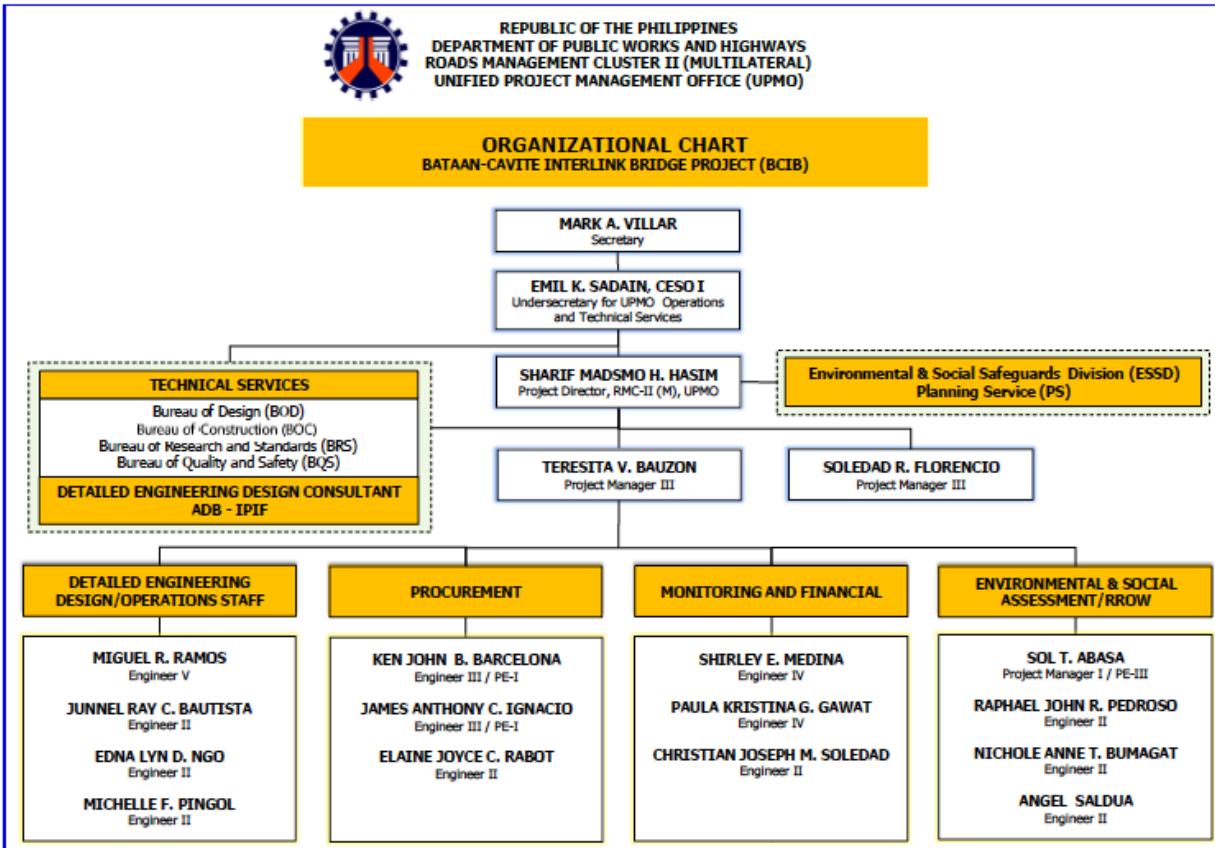 REPUBLIC OF THE PHILIPPINES
DEPARTMENT OF PUBLIC WORKS AND HIGHWAYS
ROADS MANAGEMENT CLUSTER II (MULTILATERAL)
UNIFIED PROJECT MANAGEMENT OFFICE (UPMO)
ORGANIZATIONAL CHART
BATAAN-CAVITE INTERLINK BRIDGE PROJECT (BCIB)
MARK A. VILLAR
Secretary
EMIL K. SADAIN, CESO I
Undersecretary for UPMO Operations
and Technical Services
SHARIF MADSMO H. HASIM
Project Director, RMC-II (M), UPMO
TECHNICAL SERVICES
Bureau of Design (BOD)
Bureau of Construction (BOC)
Bureau of Research and Standards (BRS)
Bureau of Quality and Safety (BQS)
DETAILED ENGINEERING DESIGN CONSULTANT
ADB - IPIF
Environmental & Social Safeguards Division (ESSD)
Planning Service (PS)
TERESITA V. BAUZON
Project Manager III
SOLEDAD R. FLORENCIO
Project Manager III
DETAILED ENGINEERING
DESIGN/OPERATIONS STAFF
MIGUEL R. RAMOS
Engineer V
JUNNEL RAY C. BAUTISTA
Engineer II
EDNA LYN D. NGO
Engineer II
MICHELLE F. PINGOL
Engineer II
PROCUREMENT
KEN JOHN B. BARCELONA
Engineer III / PE-I
JAMES ANTHONY C. IGNACIO
Engineer III / PE-I
ELAINE JOYCE C. RABOT
Engineer II
MONITORING AND FINANCIAL
SHIRLEY E. MEDINA
Engineer IV
PAULA KRISTINA G. GAWAT
Engineer IV
CHRISTIAN JOSEPH M. SOLEDAD
Engineer II
ENVIRONMENTAL & SOCIAL
ASSESSMENT/RROW
SOL T. ABASA
Project Manager I / PE-III
RAPHAEL JOHN R. PEDROSO
Engineer II
NICHOLE ANNE T. BUMAGAT
Engineer II
ANGEL SALDUA
Engineer II